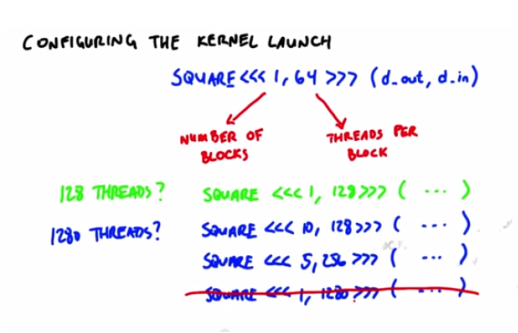 CONFIGURING THE KERNEL LAUNCH
SQUARE <<< 1, 64 >>> (d_out, d_in)
NUMBER OF BLOCKS
THREADS PER BLOCK
128 THREADS? SQUARE <<< 1, 128 >>> ( ... )
1280 THREADS? SQUARE <<< 10, 128 >>> ( ... )
SQUARE <<< 5, 256 >>> ( ... )
SQUARE <<< 1, 1280 >>> ( ... )